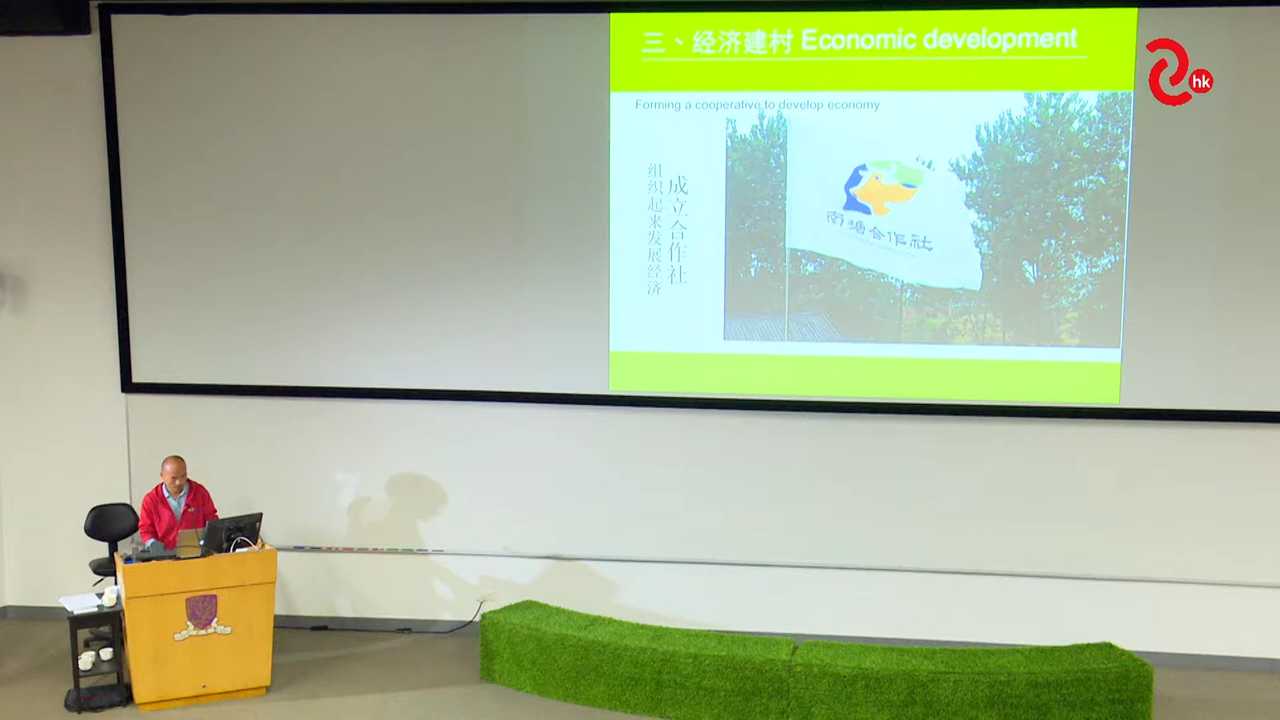 三、经济建村 Economic development
Forming a cooperative to develop economy
成立合作社
组织起来发展经济
南塘合作社
hk